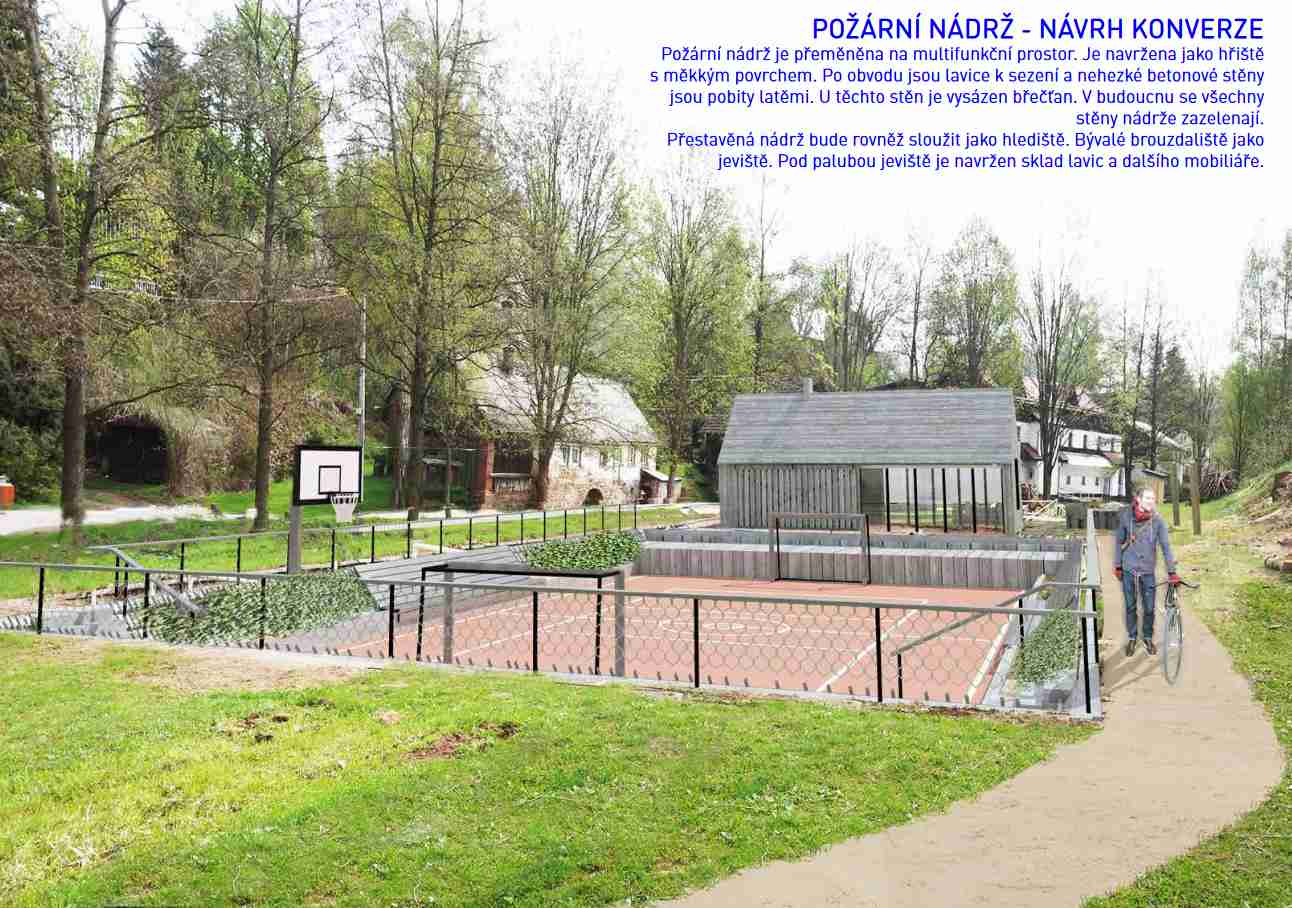 POŽÁRNÍ NÁDRŽ - NÁVRH KONVERZE
Požární nádrž je přeměněna na multifunkční prostor. Je navržena jako hřiště
s měkkým povrchem. Po obvodu jsou lavice k sezení a nehezké betonové stěny
jsou pobity latěmi. U těchto stěn je vysázen břečťan. V budoucnu se všechny
stěny nádrže zazelenají.
Přestavěná nádrž bude rovněž sloužit jako hlediště. Bývalé brouzdaliště jako
jeviště. Pod palubou jeviště je navržen sklad lavic a dalšího mobiliáře.